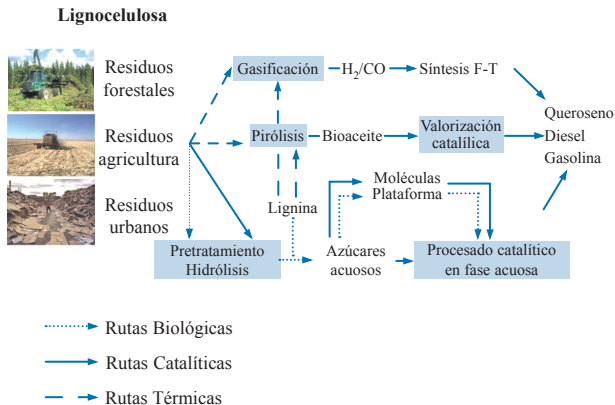 Lignocelulosa
Residuos
forestales
Residuos
agricultura
Residuos
urbanos
Gasificación
H₂/CO
Síntesis F-T
Pirólisis
Bioaceite
Valorización
catalílica
Queroseno
Diesel
Gasolina
Lignina
Moléculas
Plataforma
Pretratamiento
Hidrólisis
Azúcares
acuosos
Procesado catalítico
en fase acuosa
Rutas Biológicas
Rutas Catalíticas
Rutas Térmicas